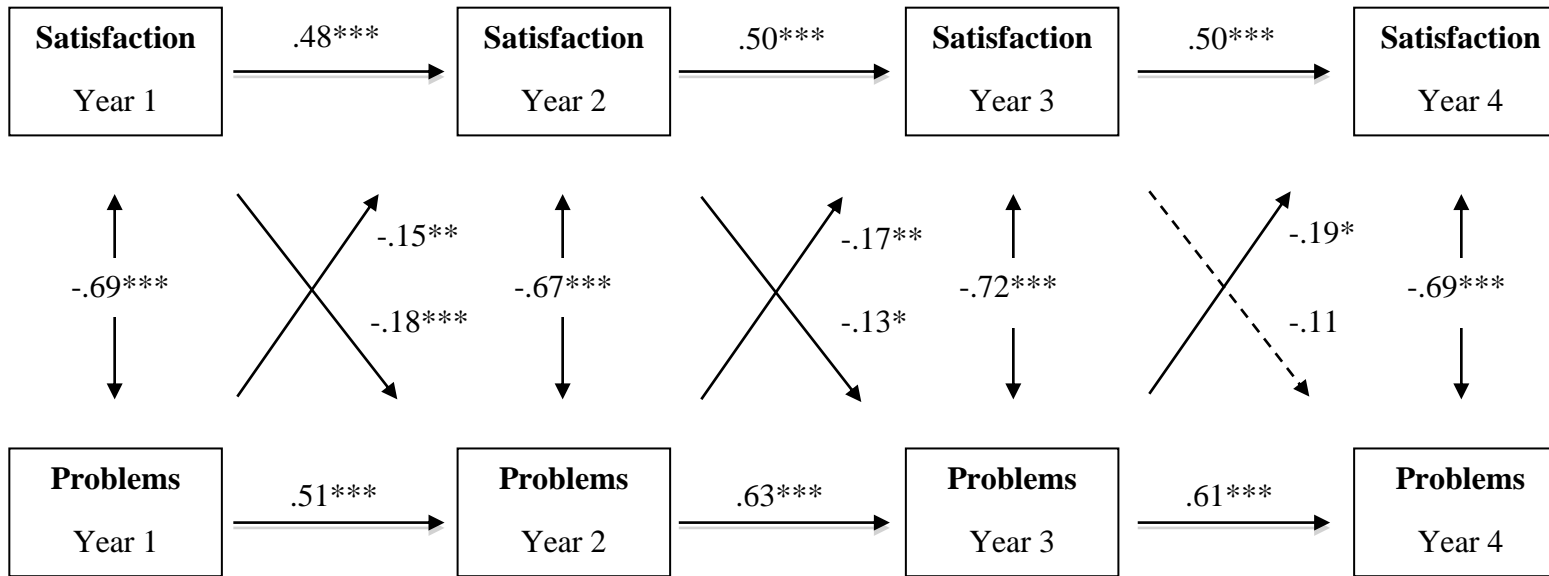 Satisfaction .48*** Satisfaction .50*** Satisfaction .50*** Satisfaction
Year 1 Year 2 Year 3 Year 4
-.15** -.17** -.19*
-.69*** -.67*** -.72*** -.69***
-.18*** -.13* -.11
Problems .51*** Problems .63*** Problems .61*** Problems
Year 1 Year 2 Year 3 Year 4